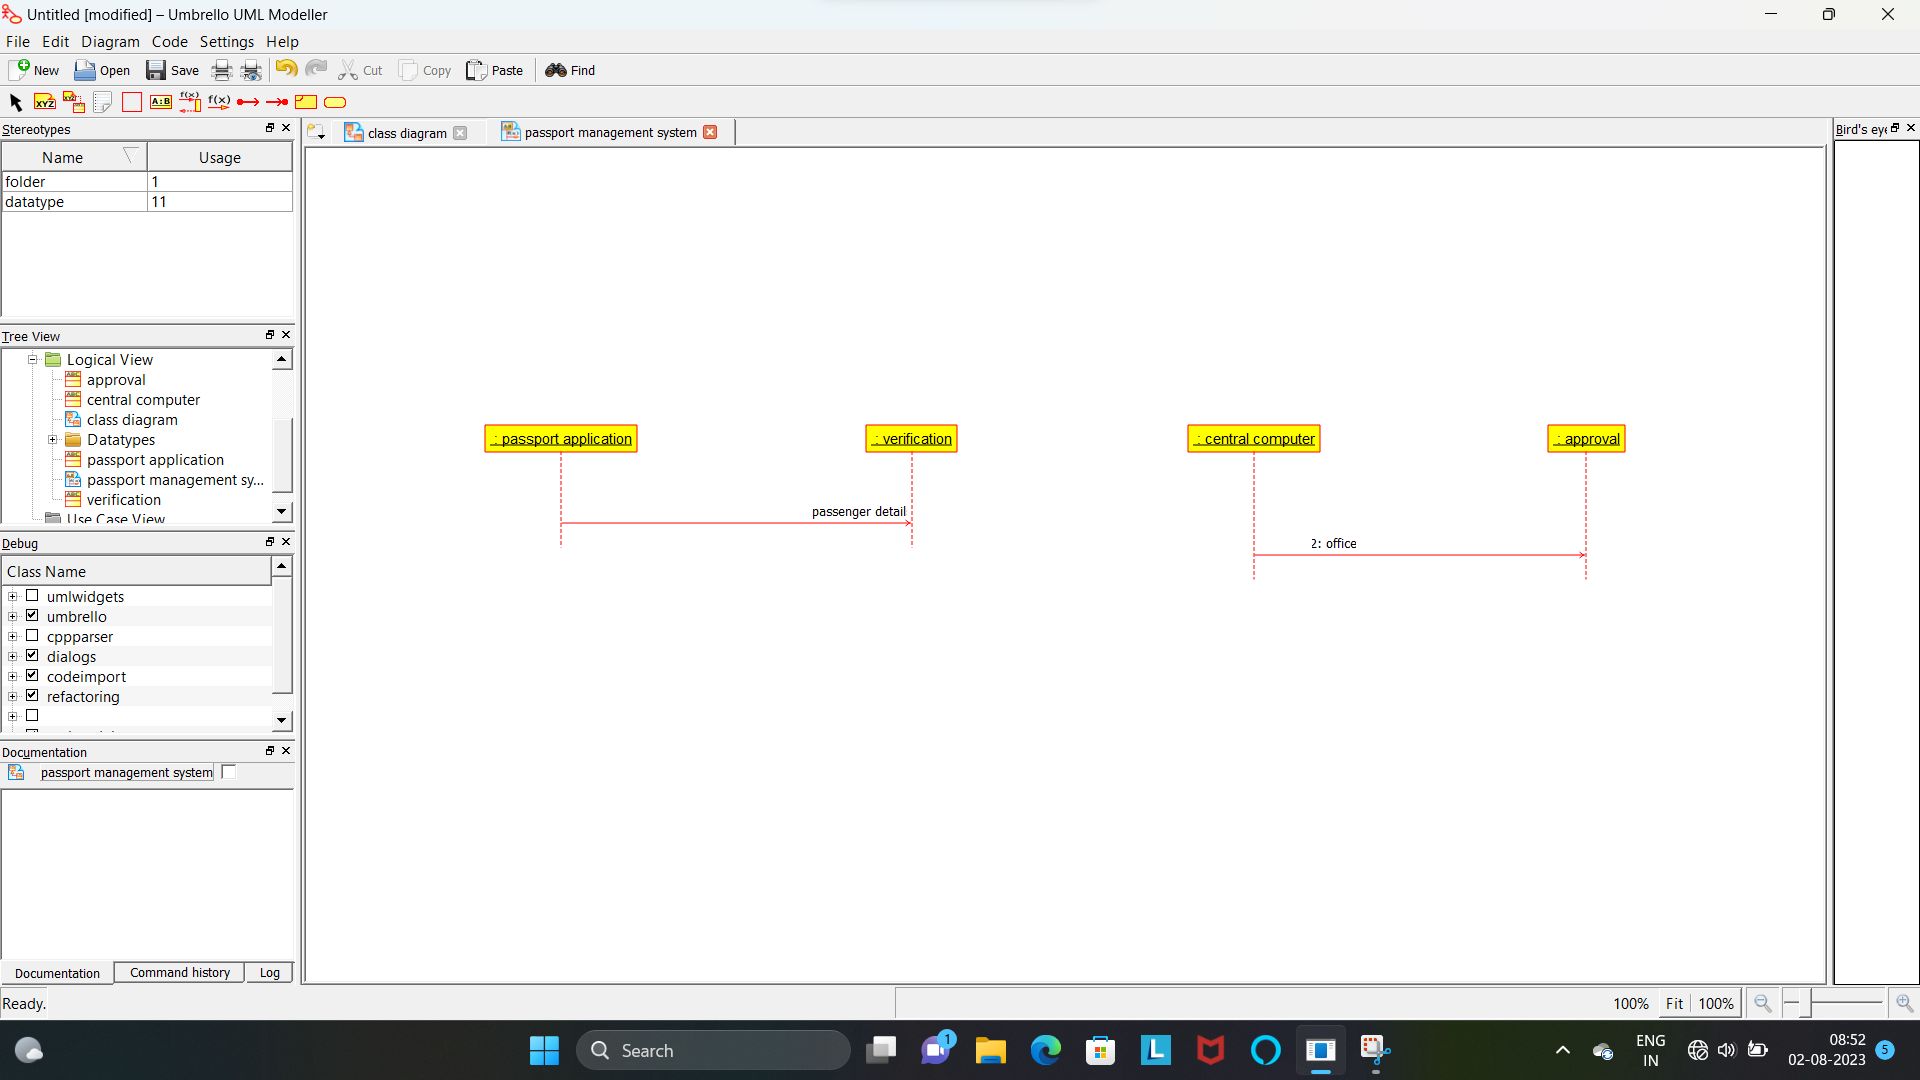 Untitled [modified] – Umbrello UML Modeller
File Edit Diagram Code Settings Help
New Open Save Cut Copy Paste Find
XYZ A:B f(x) f(x)
Stereotypes
Name Usage
folder 1
datatype 11
Tree View
Logical View
approval
central computer
class diagram
Datatypes
passport application
passport management sy...
verification
Use Case View
Debug
Class Name
umlwidgets
umbrello
cppparser
dialogs
codeimport
refactoring
Documentation
passport management system
Documentation Command history Log
Ready.
class diagram
passport management system
: passport application
: verification
: central computer
: approval
passenger detail
2: office
Bird's eye
100% Fit 100%
Search
1
L
ENG
IN
08:52
02-08-2023
5